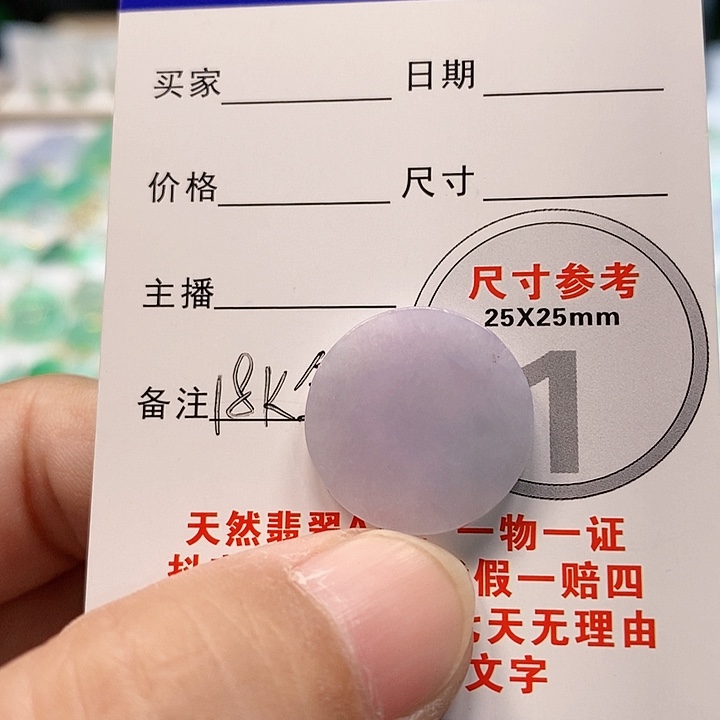 买家 日期
价格 尺寸
主播
尺寸参考
25X25mm
1
备注 18K
天然翡翠 一物一证
假一赔四
天无理由
文字